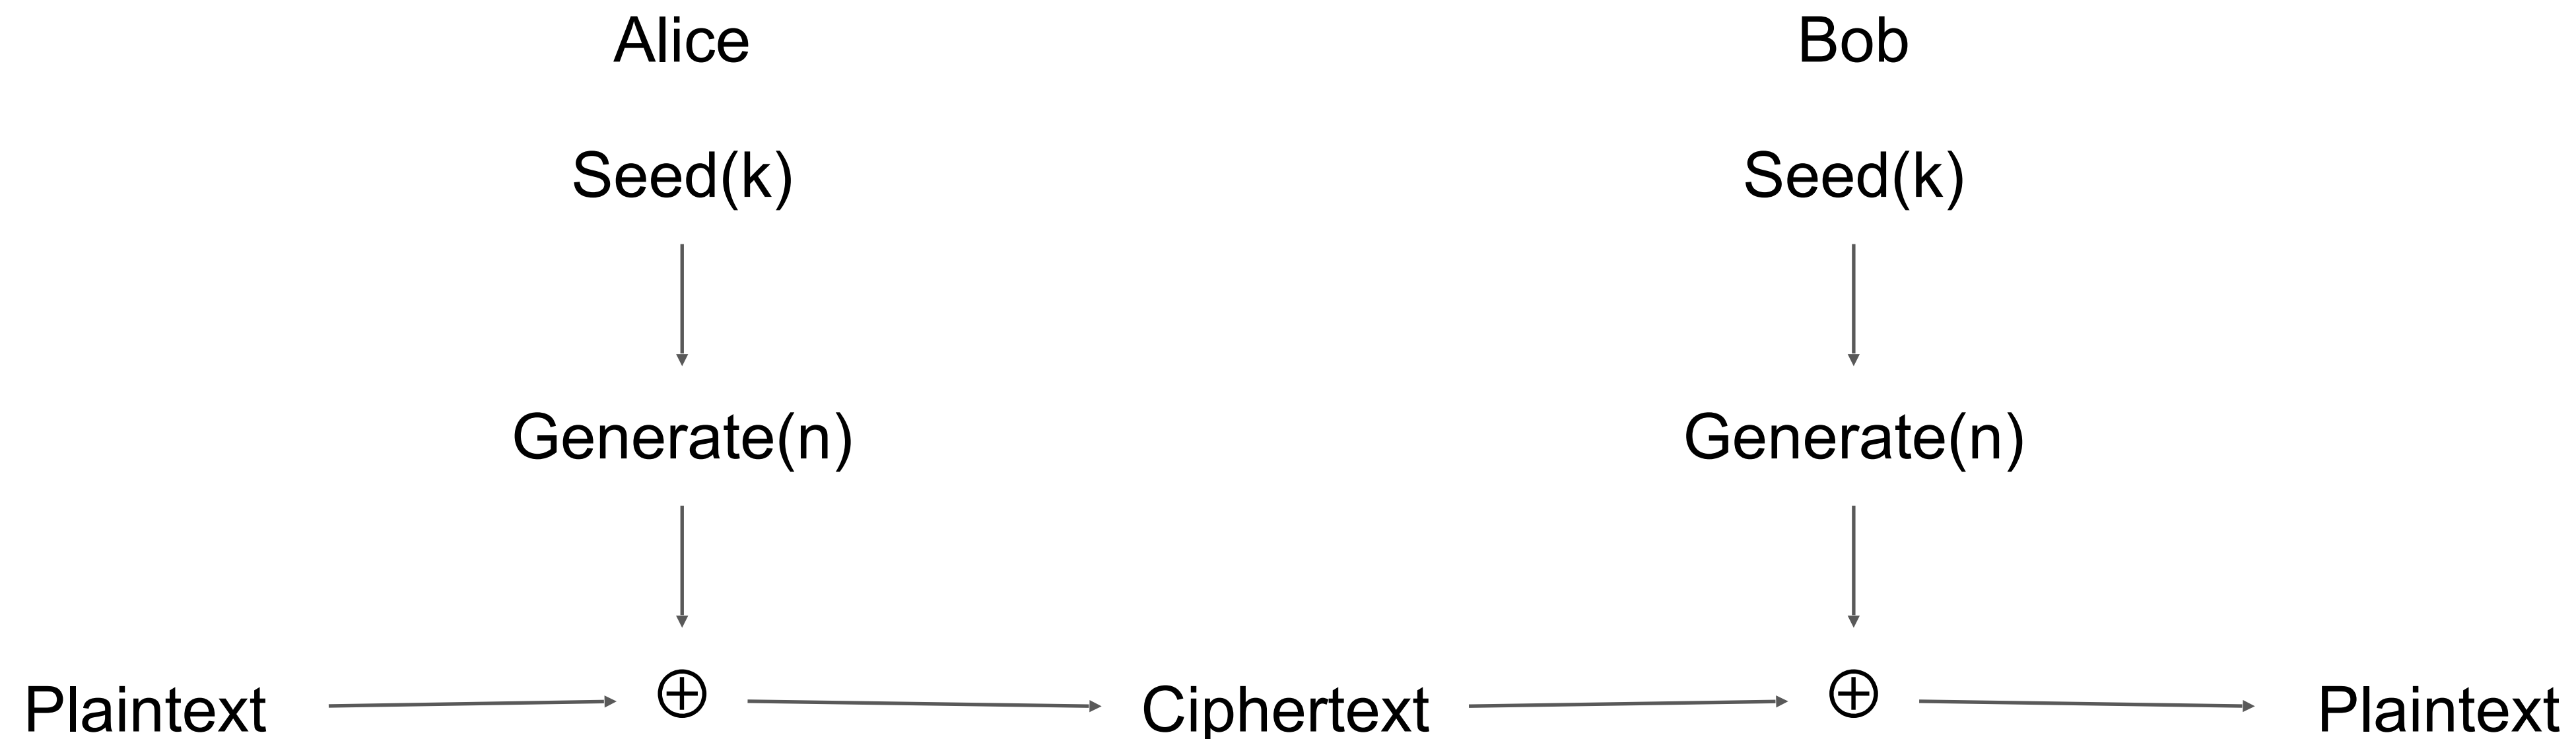 Alice Bob
Seed(k) Seed(k)
Generate(n) Generate(n)
Plaintext ⊕ Ciphertext ⊕ Plaintext